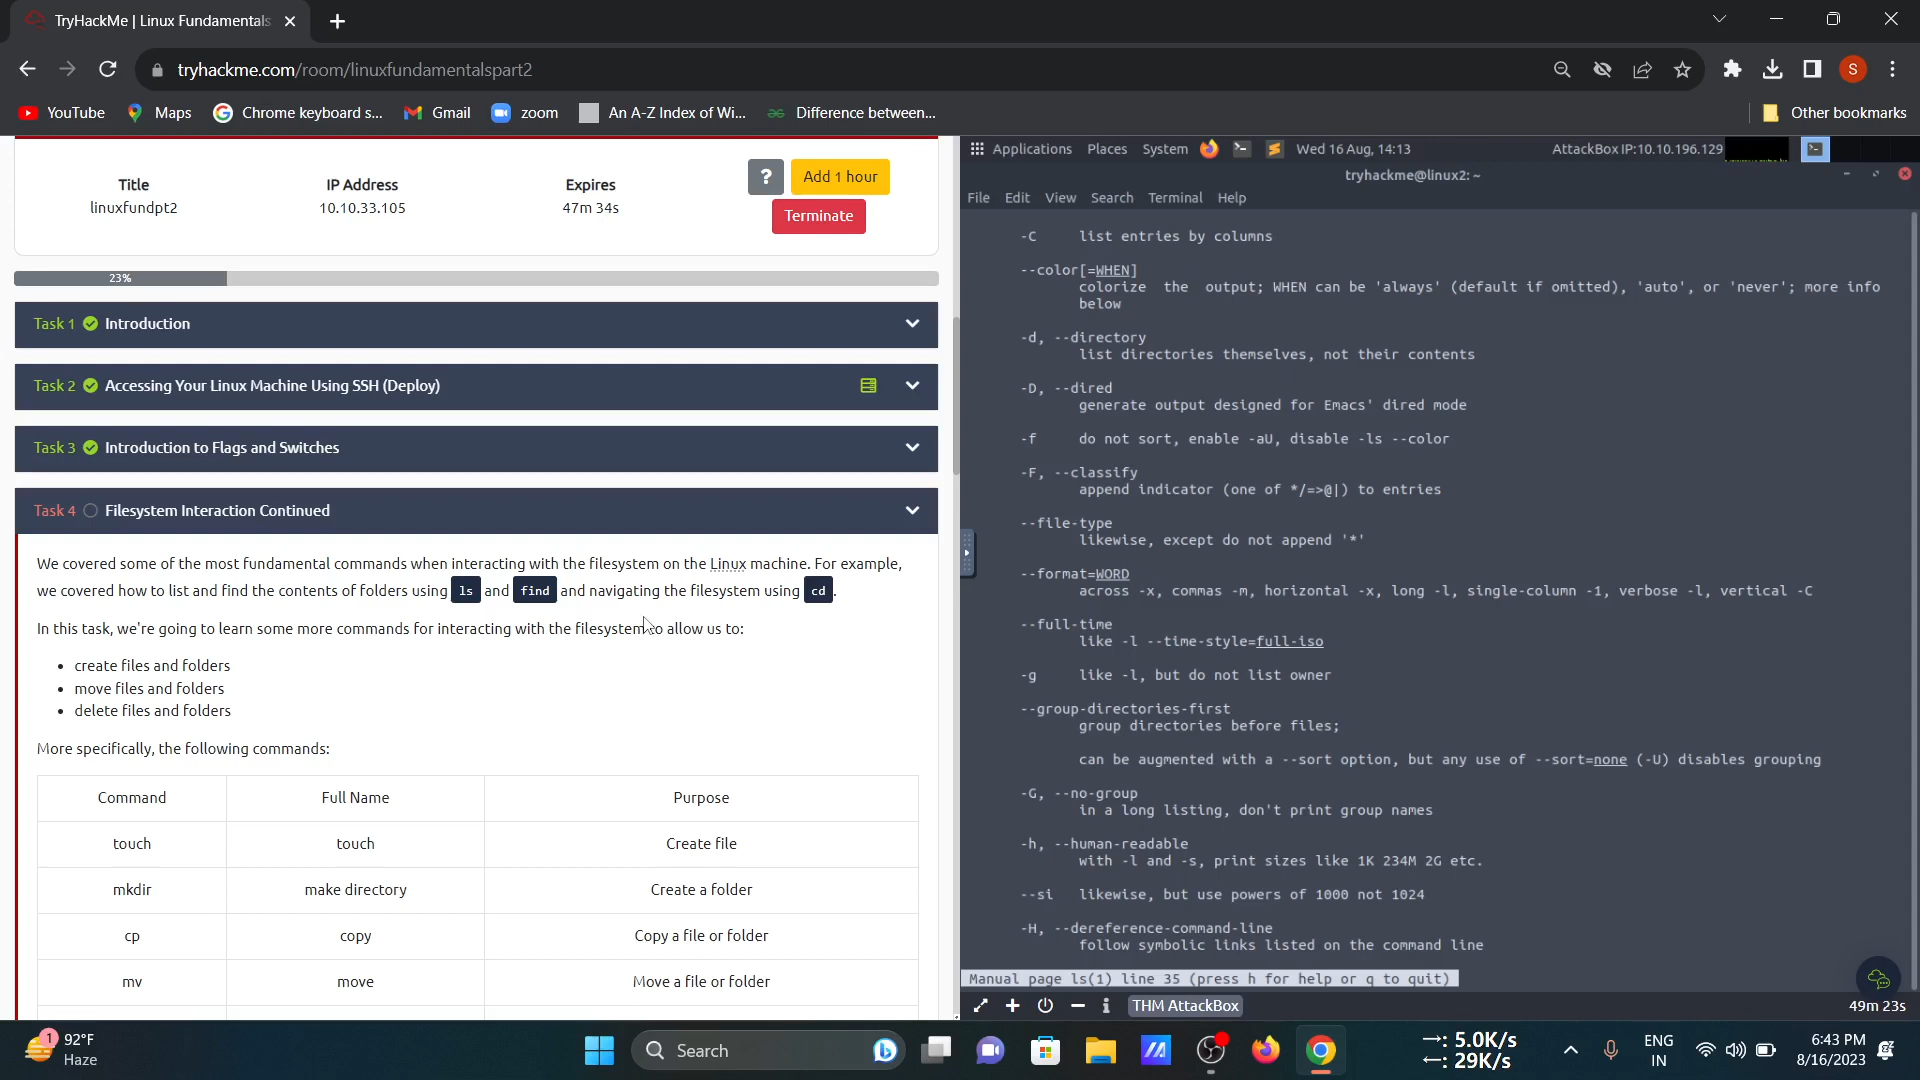 TryHackMe | Linux Fundamentals
tryhackme.com/room/linuxfundamentalspart2
S
YouTube
Maps
Chrome keyboard s...
Gmail
zoom
An A-Z Index of Wi...
Difference between...
Other bookmarks
Title
IP Address
Expires
?
Add 1 hour
linuxfundpt2
10.10.33.105
47m 34s
Terminate
23%
Task 1 Introduction
Task 2 Accessing Your Linux Machine Using SSH (Deploy)
Task 3 Introduction to Flags and Switches
Task 4 Filesystem Interaction Continued
We covered some of the most fundamental commands when interacting with the filesystem on the Linux machine. For example,
we covered how to list and find the contents of folders using ls and find and navigating the filesystem using cd.
In this task, we're going to learn some more commands for interacting with the filesystem to allow us to:
• create files and folders
• move files and folders
• delete files and folders
More specifically, the following commands:
Command Full Name Purpose
touch touch Create file
mkdir make directory Create a folder
cp copy Copy a file or folder
mv move Move a file or folder
Applications Places System Wed 16 Aug, 14:13 AttackBox IP:10.10.196.129
tryhackme@linux2: ~
File Edit View Search Terminal Help
-C list entries by columns
--color[=WHEN]
colorize the output; WHEN can be 'always' (default if omitted), 'auto', or 'never'; more info
below
-d, --directory
list directories themselves, not their contents
-D, --dired
generate output designed for Emacs' dired mode
-f do not sort, enable -aU, disable -ls --color
-F, --classify
append indicator (one of */=>@|) to entries
--file-type
likewise, except do not append '*'
--format=WORD
across -x, commas -m, horizontal -x, long -l, single-column -1, verbose -l, vertical -C
--full-time
like -l --time-style=full-iso
-g like -l, but do not list owner
--group-directories-first
group directories before files;
can be augmented with a --sort option, but any use of --sort=none (-U) disables grouping
-G, --no-group
in a long listing, don't print group names
-h, --human-readable
with -l and -s, print sizes like 1K 234M 2G etc.
--si likewise, but use powers of 1000 not 1024
-H, --dereference-command-line
follow symbolic links listed on the command line
Manual page ls(1) line 35 (press h for help or q to quit)
THM AttackBox
49m 23s
1
92°F
Haze
Search
→: 5.0K/s
←: 29K/s
ENG
IN
6:43 PM
8/16/2023